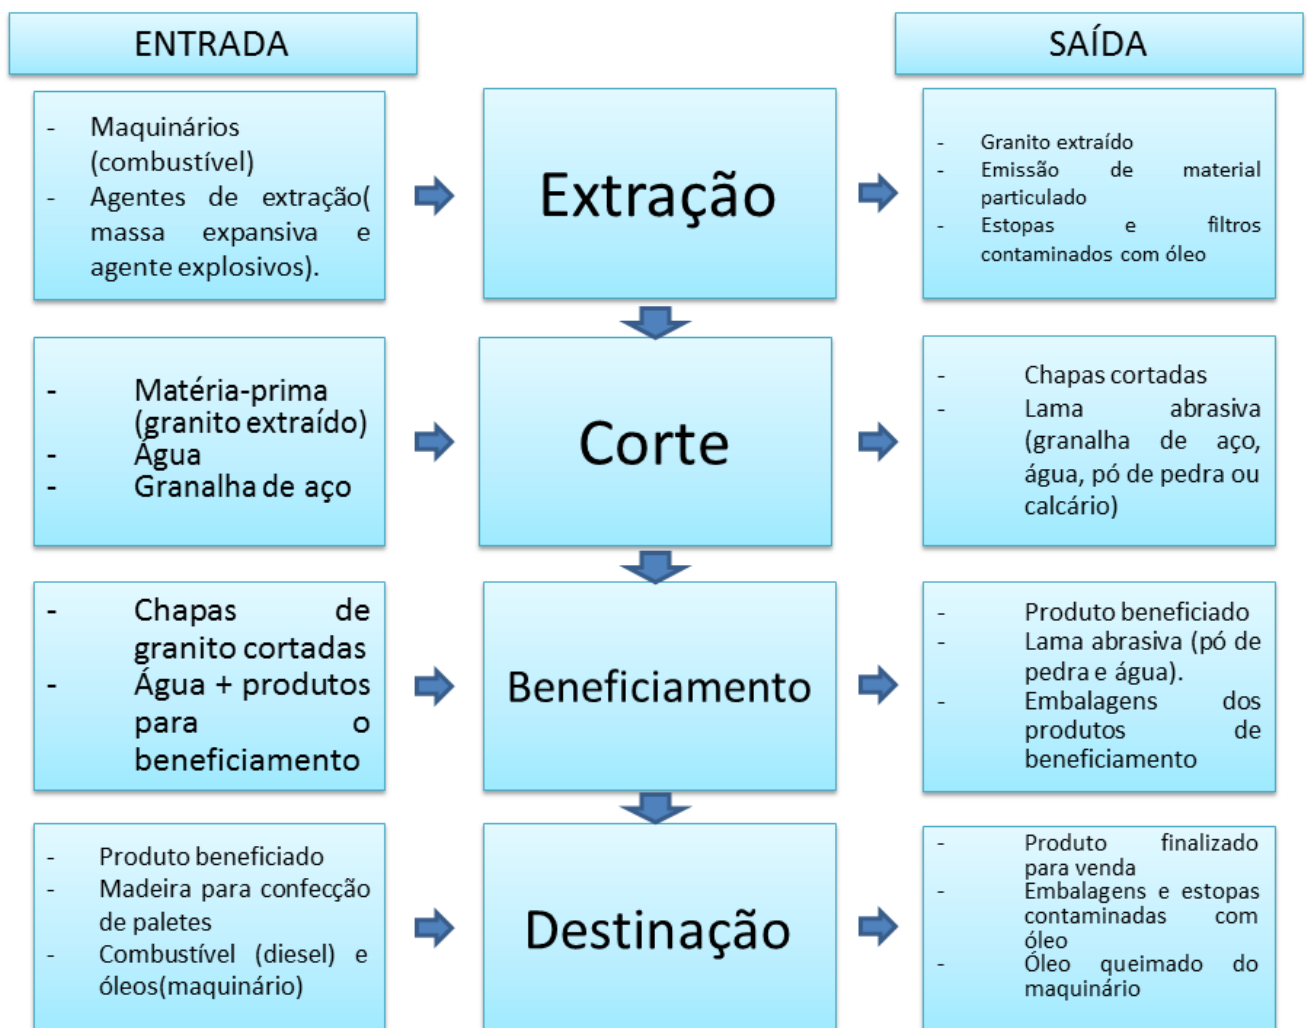 ENTRADA
SAÍDA
- Maquinários
(combustível)
- Agentes de extração(
massa expansiva e
agente explosivos).
Extração
- Granito extraído
- Emissão de material
particulado
- Estopas e filtros
contaminados com óleo
- Matéria-prima
(granito extraído)
- Água
- Granalha de aço
Corte
- Chapas cortadas
- Lama abrasiva
(granalha de aço,
água, pó de pedra ou
calcário)
- Chapas de
granito cortadas
- Água + produtos
para o
beneficiamento
Beneficiamento
- Produto beneficiado
- Lama abrasiva (pó de
pedra e água).
- Embalagens dos
produtos de
beneficiamento
- Produto beneficiado
- Madeira para confecção
de paletes
- Combustível (diesel) e
óleos(maquinário)
Destinação
- Produto finalizado
para venda
- Embalagens e estopas
contaminadas com
óleo
- Óleo queimado do
maquinário